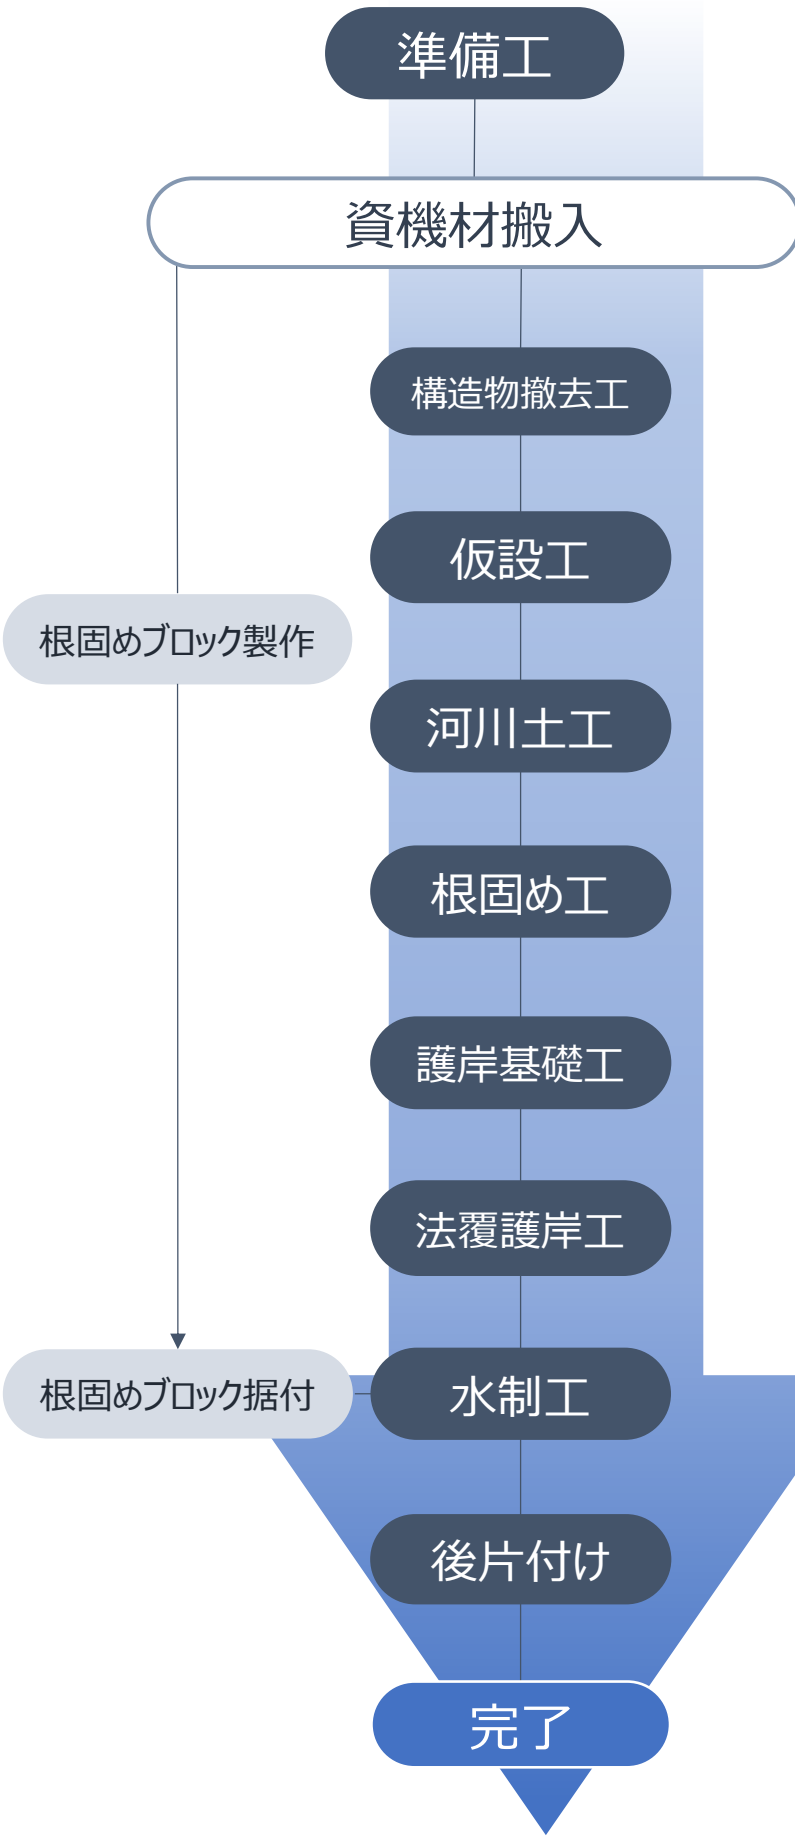 準備工
資機材搬入
構造物撤去工
仮設工
根固めブロック製作
河川土工
根固め工
護岸基礎工
法覆護岸工
根固めブロック据付
水制工
後片付け
完了